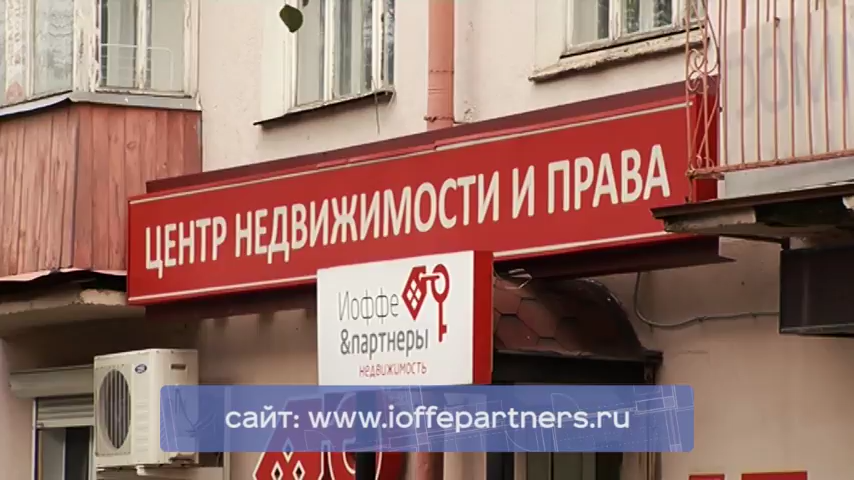 ЦЕНТР НЕДВИЖИМОСТИ И ПРАВА
Иоффе
&партнеры
недвижимость
сайт: www.ioffepartners.ru